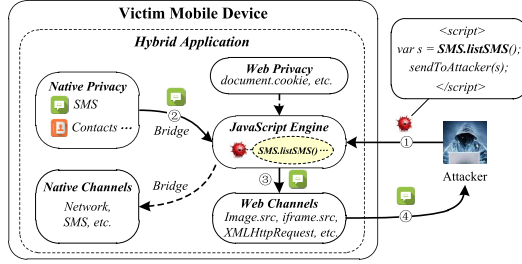 Victim Mobile Device
Hybrid Application
<script>
var s = SMS.listSMS();
sendToAttacker(s);
</script>
Native Privacy
SMS
Contacts ···
②
Bridge
Web Privacy
document.cookie, etc.
JavaScript Engine
SMS.listSMS() ···
①
Attacker
③
Native Channels
Network,
SMS, etc.
Bridge
Web Channels
Image.src, iframe.src,
XMLHttpRequest, etc.
④